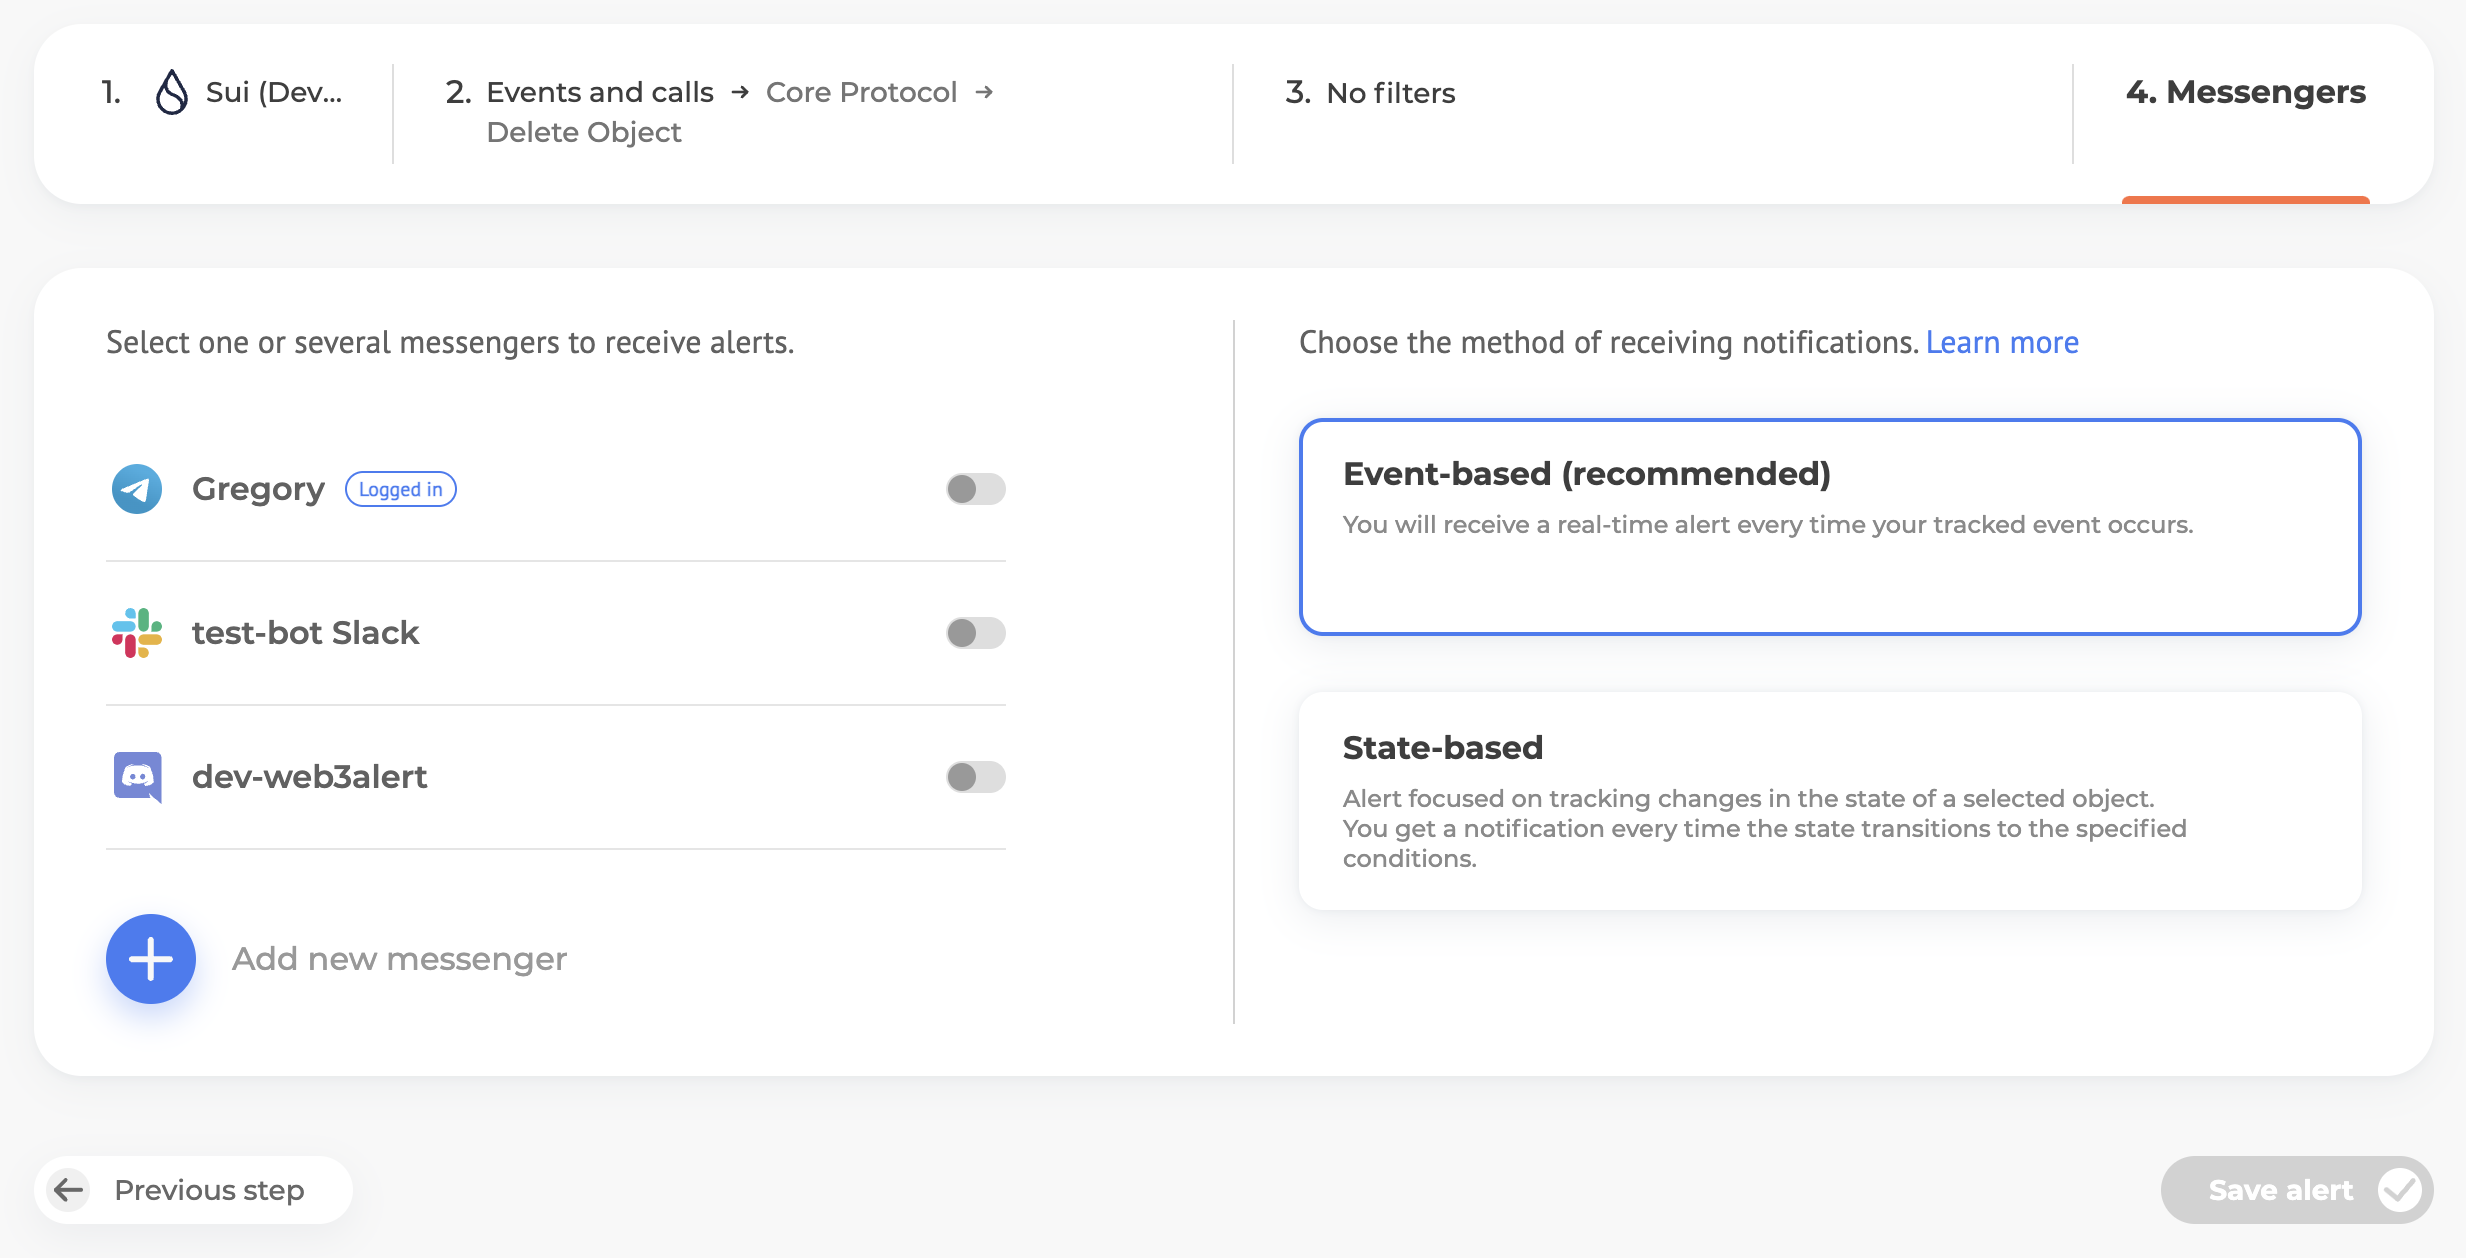 1. Sui (Dev...
2. Events and calls → Core Protocol →
Delete Object
3. No filters
4. Messengers
Select one or several messengers to receive alerts.
Gregory Logged in
test-bot Slack
dev-web3alert
Add new messenger
Choose the method of receiving notifications. Learn more
Event-based (recommended)
You will receive a real-time alert every time your tracked event occurs.
State-based
Alert focused on tracking changes in the state of a selected object.
You get a notification every time the state transitions to the specified
conditions.
Previous step
Save alert